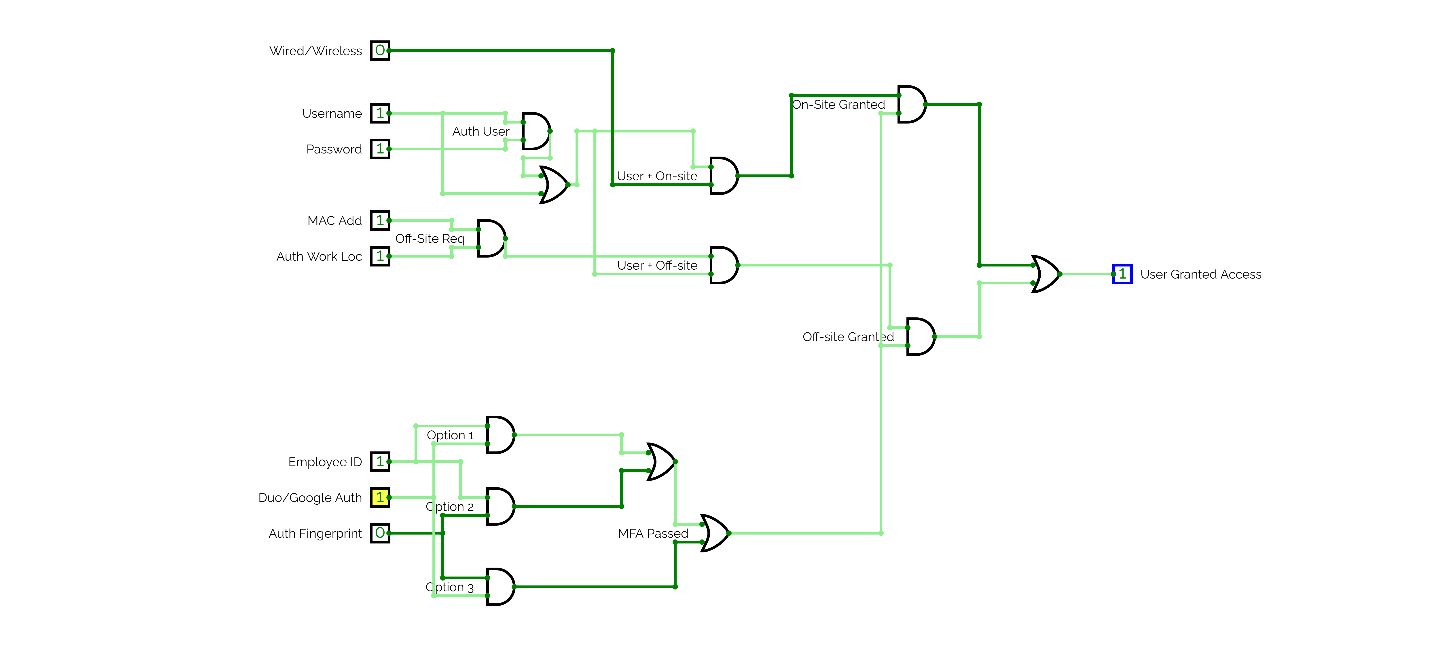 Wired/Wireless 0
Username 1
Auth User
Password 1
On-Site Granted
User + On-site
MAC Add 1
Off-Site Req
Auth Work Loc 1
User + Off-site
1 User Granted Access
Off-site Granted
Option 1
Employee ID 1
Duo/Google Auth 1
Option 2
Auth Fingerprint 0
MFA Passed
Option 3